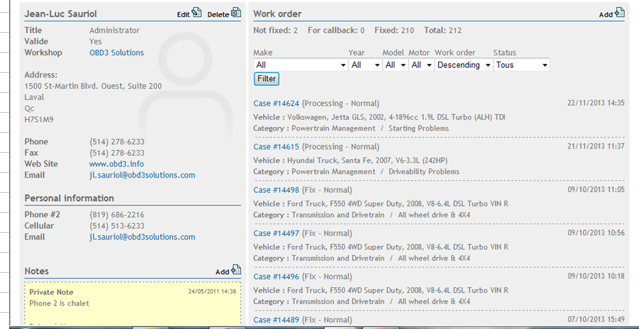 Jean-Luc Sauriol Edit Delete
Title Administrator
Valide Yes
Workshop OBD3 Solutions
Address:
1500 St-Martin Blvd. Ouest, Suite 200
Laval
Qc
H7S1M9
Phone (514) 278-6233
Fax (514) 278-6233
Web Site www.obd3.info
Email jl.sauriol@obd3solutions.com
Personal information
Phone #2 (819) 686-2216
Cellular (514) 513-6233
Email jl.sauriol@obd3solutions.com
Notes Add
Private Note 24/05/2011 14:38
Phone 2 is chalet
Work order Add
Not fixed: 2 For callback: 0 Fixed: 210 Total: 212
Make Year Model Motor Work order Status
All All All All Descending Tous
Filter
Case #14624 (Processing - Normal) 22/11/2013 14:35
Vehicle : Volkswagen, Jetta GLS, 2002, 4-1896cc 1.9L DSL Turbo (ALH) TDI
Category : Powertrain Management / Starting Problems
Case #14615 (Processing - Normal) 21/11/2013 11:37
Vehicle : Hyundai Truck, Santa Fe, 2007, V6-3.3L (242HP)
Category : Powertrain Management / Driveability Problems
Case #14498 (Fix - Normal) 09/10/2013 11:05
Vehicle : Ford Truck, F550 4WD Super Duty, 2008, V8-6.4L DSL Turbo VIN R
Category : Transmission and Drivetrain / All wheel drive & 4X4
Case #14497 (Fix - Normal) 09/10/2013 10:56
Vehicle : Ford Truck, F550 4WD Super Duty, 2008, V8-6.4L DSL Turbo VIN R
Category : Transmission and Drivetrain / All wheel drive & 4X4
Case #14496 (Fix - Normal) 09/10/2013 10:18
Vehicle : Ford Truck, F550 4WD Super Duty, 2008, V8-6.4L DSL Turbo VIN R
Category : Transmission and Drivetrain / All wheel drive & 4X4
Case #14489 (Fix - Normal) 07/10/2013 15:49